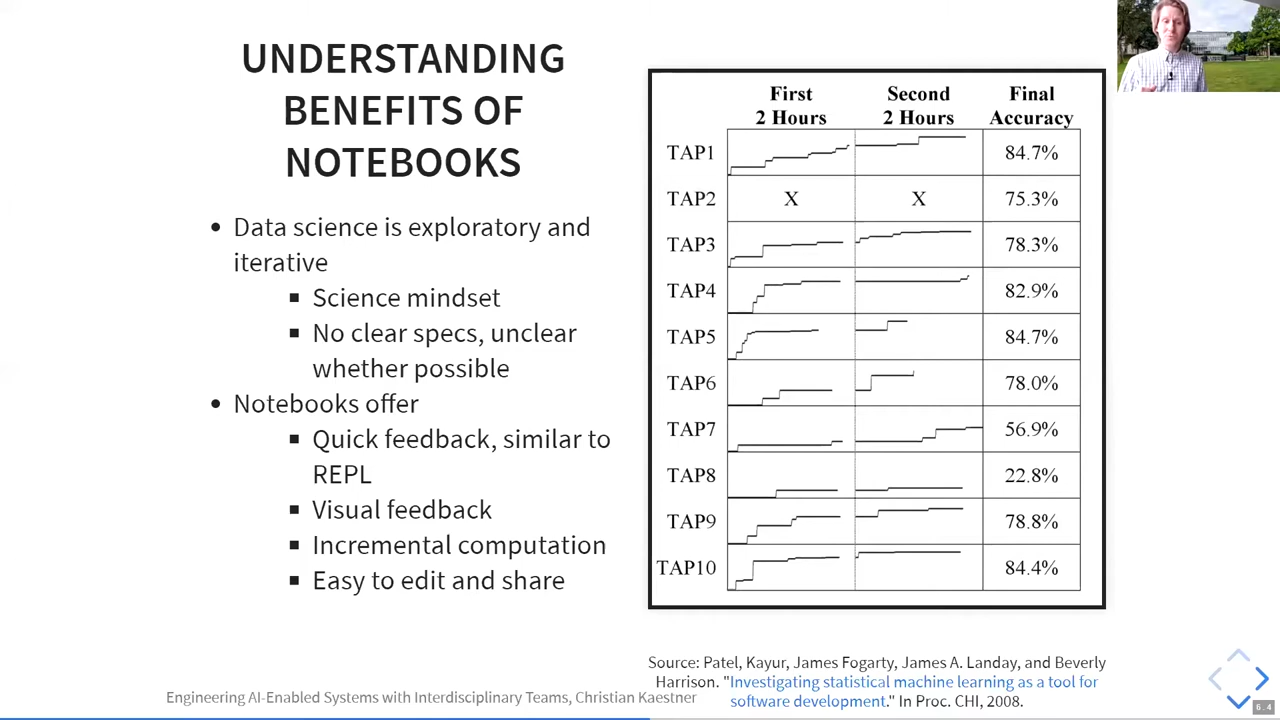 UNDERSTANDING
BENEFITS OF
NOTEBOOKS
• Data science is exploratory and
iterative
▪ Science mindset
▪ No clear specs, unclear
whether possible
• Notebooks offer
▪ Quick feedback, similar to
REPL
▪ Visual feedback
▪ Incremental computation
▪ Easy to edit and share
First Second Final
2 Hours 2 Hours Accuracy
TAP1 84.7%
TAP2 X X 75.3%
TAP3 78.3%
TAP4 82.9%
TAP5 84.7%
TAP6 78.0%
TAP7 56.9%
TAP8 22.8%
TAP9 78.8%
TAP10 84.4%
Source: Patel, Kayur, James Fogarty, James A. Landay, and Beverly
Harrison. "Investigating statistical machine learning as a tool for
software development." In Proc. CHI, 2008.
Engineering AI-Enabled Systems with Interdisciplinary Teams, Christian Kaestner
6.4